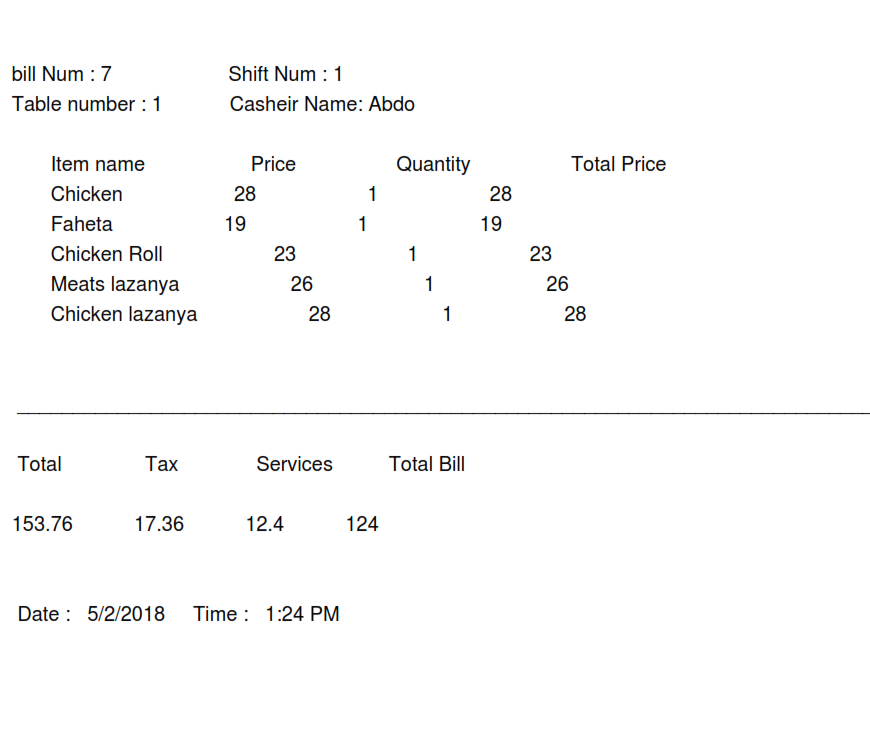 bill Num : 7 Shift Num : 1
Table number : 1 Casheir Name: Abdo
Item name Price Quantity Total Price
Chicken 28 1 28
Faheta 19 1 19
Chicken Roll 23 1 23
Meats lazanya 26 1 26
Chicken lazanya 28 1 28
Total Tax Services Total Bill
153.76 17.36 12.4 124
Date : 5/2/2018 Time : 1:24 PM